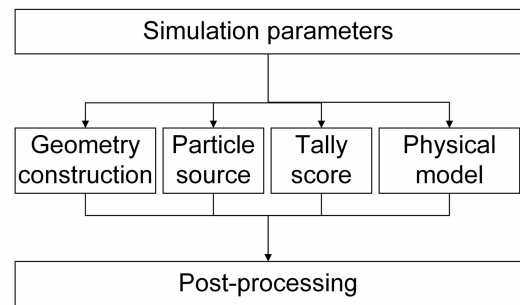 Simulation parameters
Geometry
construction
Particle
source
Tally
score
Physical
model
Post-processing